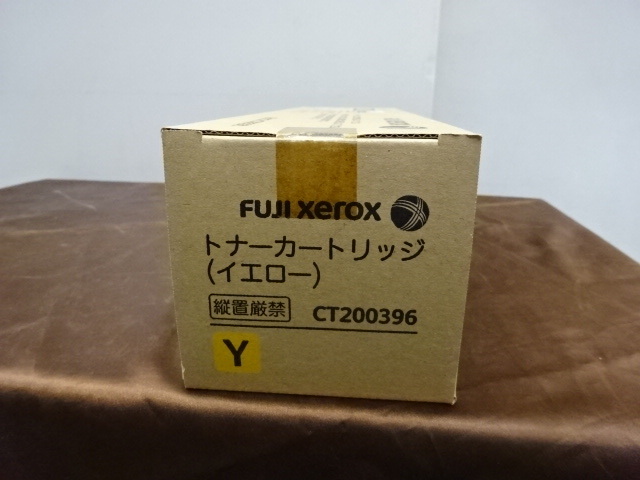 FUJI xerox
トナーカートリッジ
(イエロー)
縦置厳禁 CT200396
Y